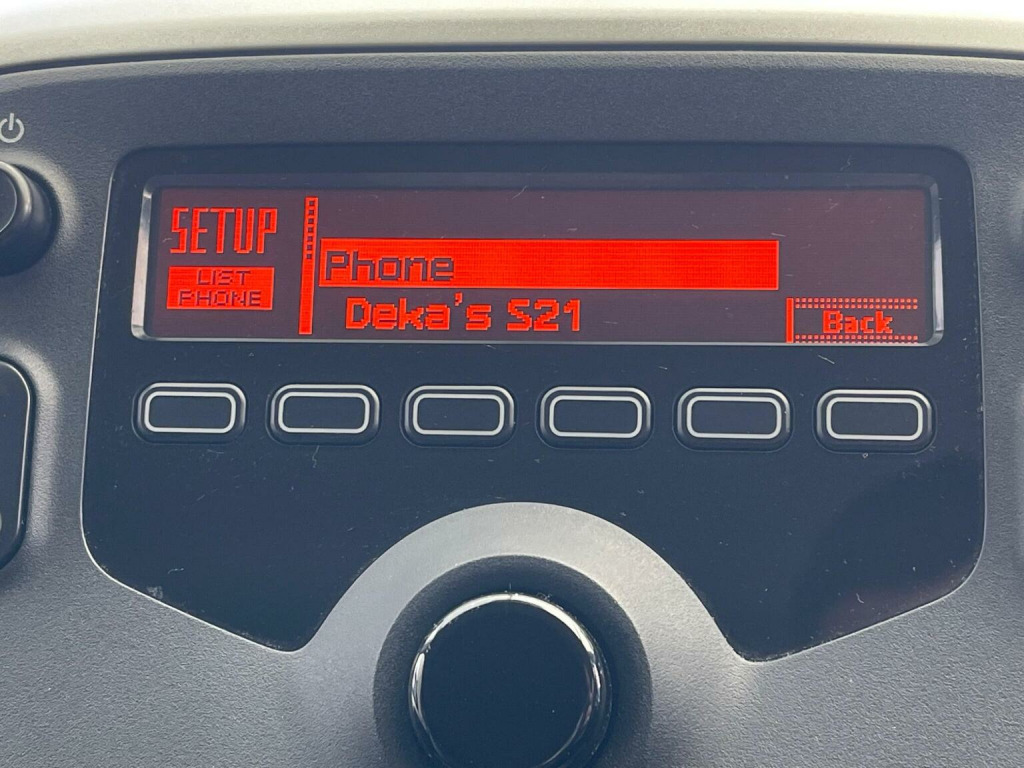 SETUP
LIST
PHONE
Phone
Deka's S21
Back